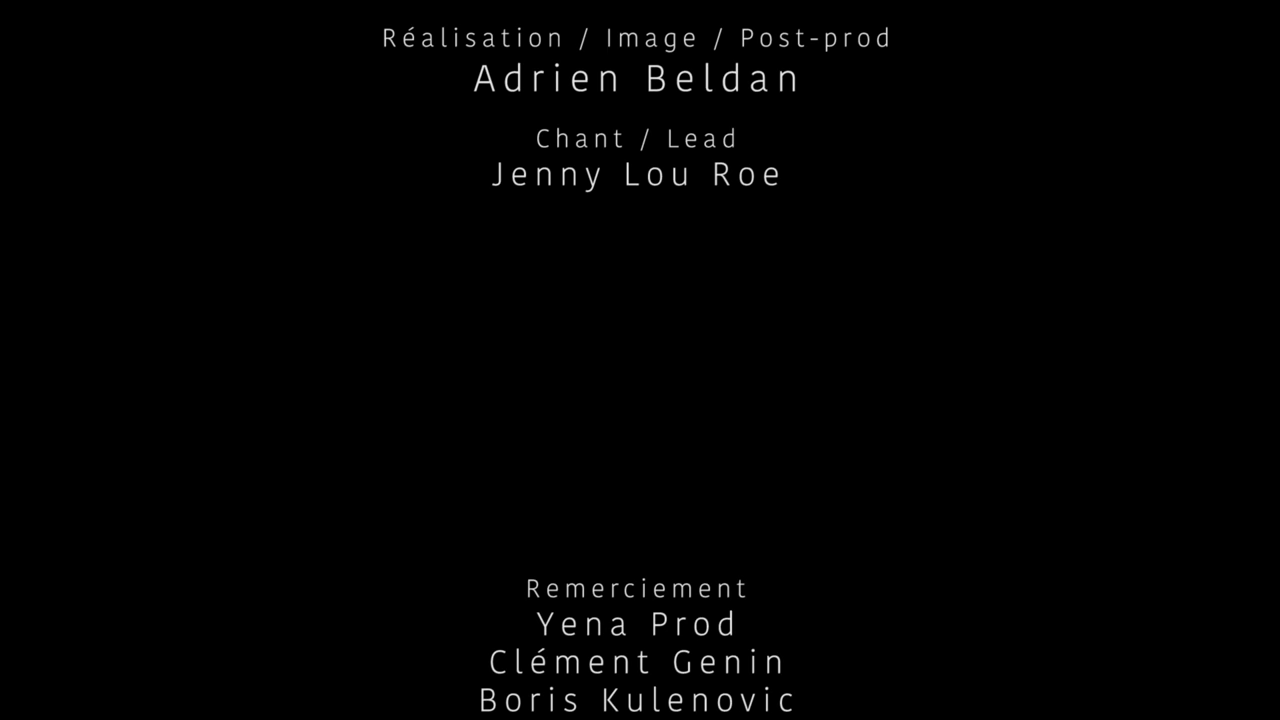 Réalisation / Image / Post-prod
Adrien Beldan
Chant / Lead
Jenny Lou Roe
Remerciement
Yena Prod
Clément Genin
Boris Kulenovic